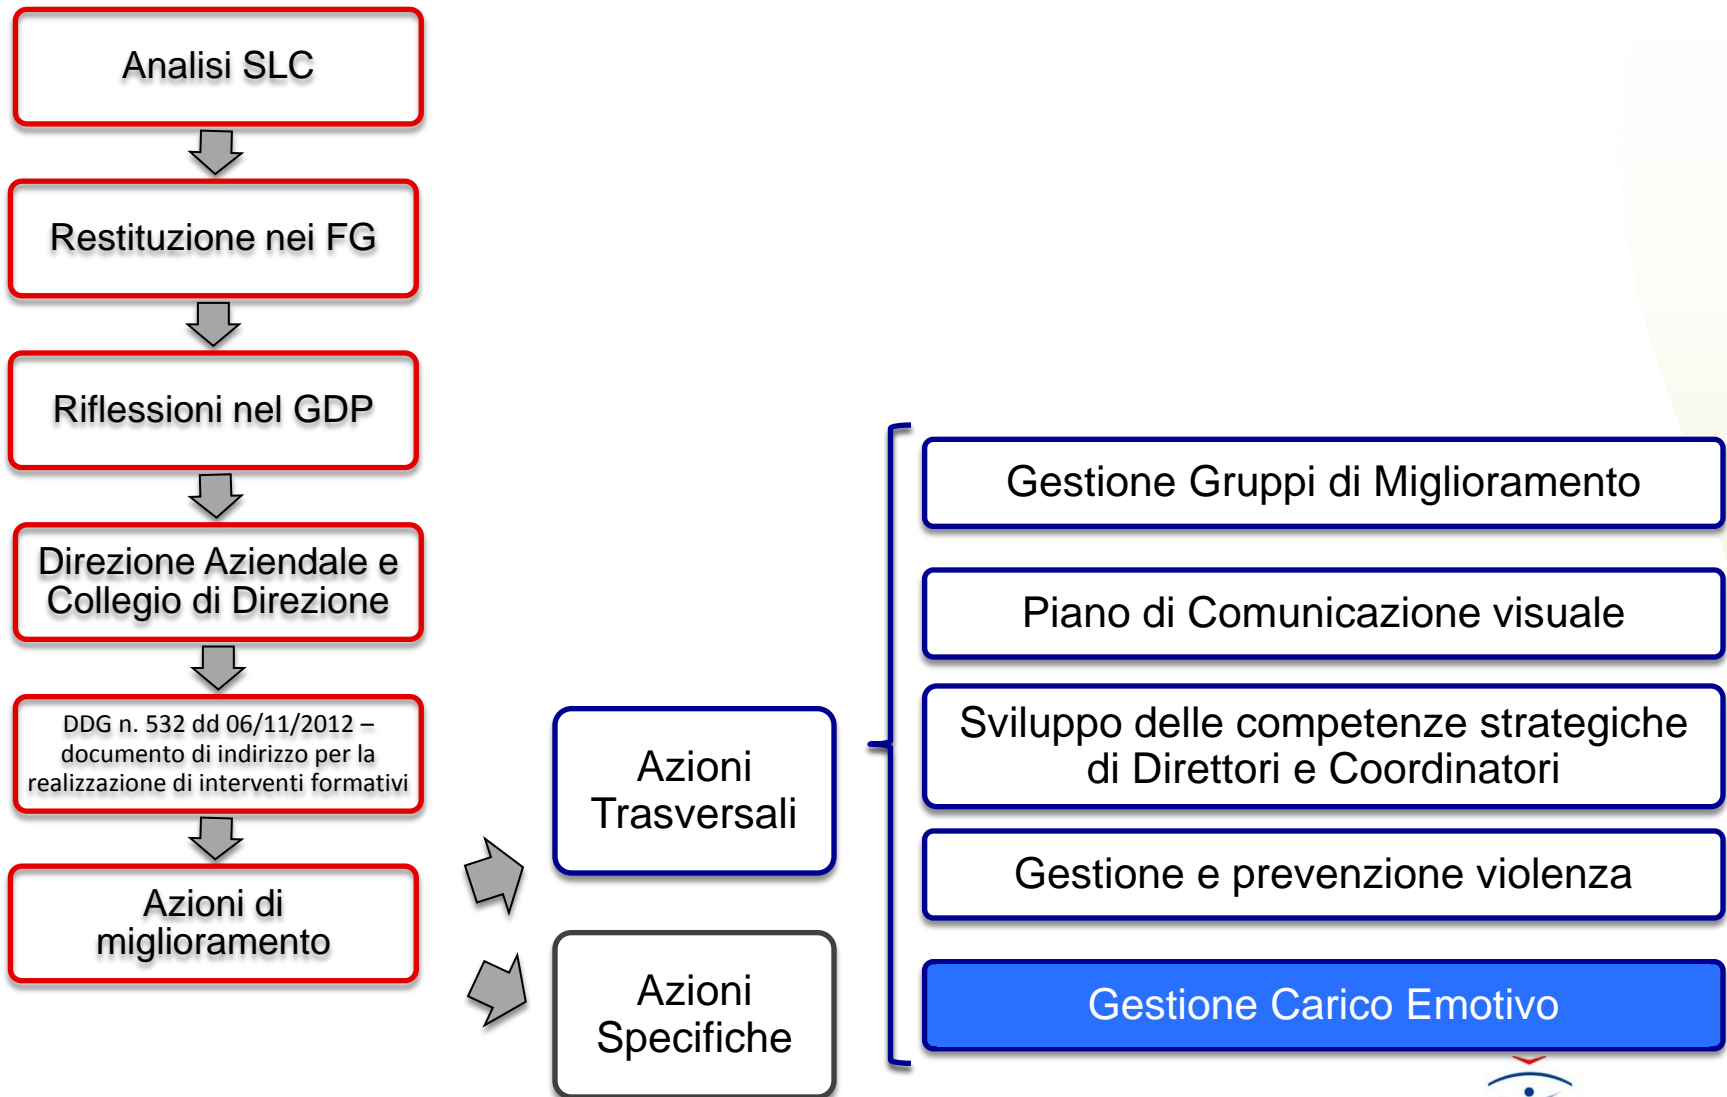 Analisi SLC
Restituzione nei FG
Riflessioni nel GDP
Direzione Aziendale e
Collegio di Direzione
DDG n. 532 dd 06/11/2012 –
documento di indirizzo per la
realizzazione di interventi formativi
Azioni di
miglioramento
Azioni
Trasversali
Azioni
Specifiche
Gestione Gruppi di Miglioramento
Piano di Comunicazione visuale
Sviluppo delle competenze strategiche
di Direttori e Coordinatori
Gestione e prevenzione violenza
Gestione Carico Emotivo